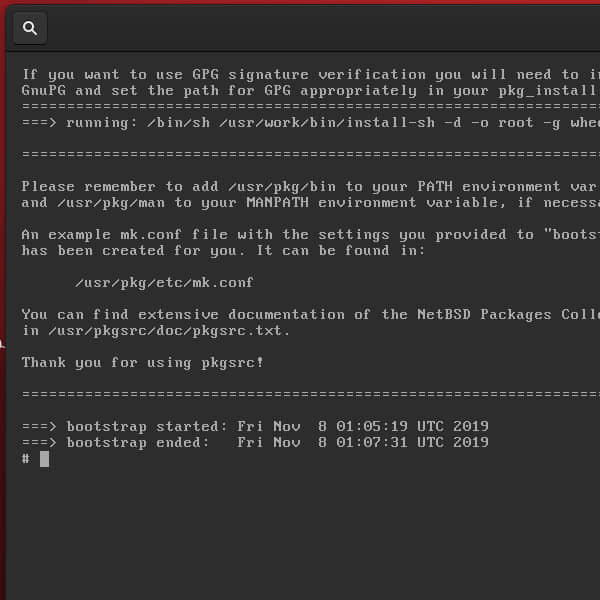 If you want to use GPG signature verification you will need to in
GnuPG and set the path for GPG appropriately in your pkg_install
================================================================
===> running: /bin/sh /usr/work/bin/install-sh -d -o root -g whee
================================================================
Please remember to add /usr/pkg/bin to your PATH environment var
and /usr/pkg/man to your MANPATH environment variable, if necessa
An example mk.conf file with the settings you provided to "boots
has been created for you. It can be found in:
/usr/pkg/etc/mk.conf
You can find extensive documentation of the NetBSD Packages Colle
in /usr/pkgsrc/doc/pkgsrc.txt.
Thank you for using pkgsrc!
================================================================
===> bootstrap started: Fri Nov  8 01:05:19 UTC 2019
===> bootstrap ended:   Fri Nov  8 01:07:31 UTC 2019
#